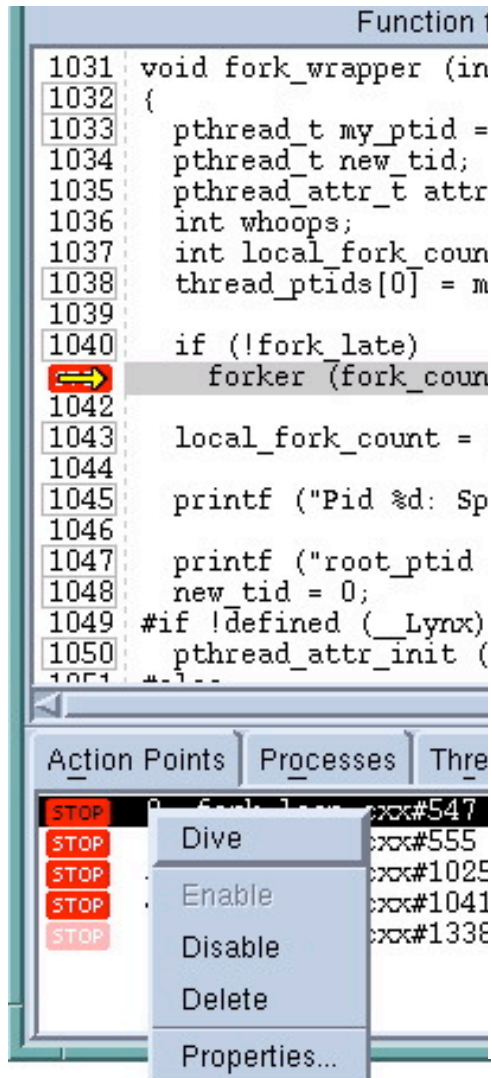 Function
1031 void fork_wrapper (in
1032 {
1033 pthread_t my_ptid =
1034 pthread_t new_tid;
1035 pthread_attr_t attr
1036 int whoops;
1037 int local_fork_coun
1038 thread_ptids[0] = m
1039
1040 if (!fork_late)
forker (fork_coun
1042
1043 local_fork_count =
1044
1045 printf ("Pid %d: Sp
1046
1047 printf ("root_ptid
1048 new_tid = 0;
1049 #if !defined (__Lynx)
1050 pthread_attr_init (
1051 #else
Action Points Processes Thre
STOP cxx#547
STOP cxx#555
STOP cxx#1025
STOP cxx#1041
STOP cxx#1338
Dive
Enable
Disable
Delete
Properties...